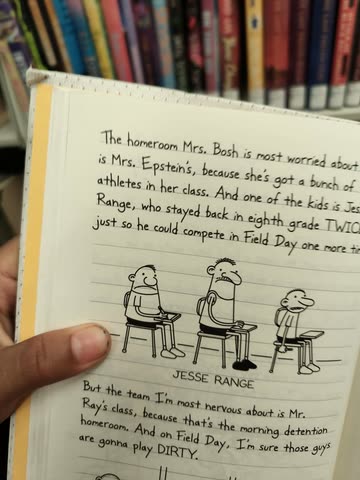 The homeroom Mrs. Bosh is most worried about
is Mrs. Epstein's, because she's got a bunch of
athletes in her class. And one of the kids is Jes
Range, who stayed back in eighth grade TWIC
just so he could compete in Field Day one more ti
JESSE RANGE
But the team I'm most nervous about is Mr.
Ray's class, because that's the morning detention
homeroom. And on Field Day, I'm sure those guys
are gonna play DIRTY.